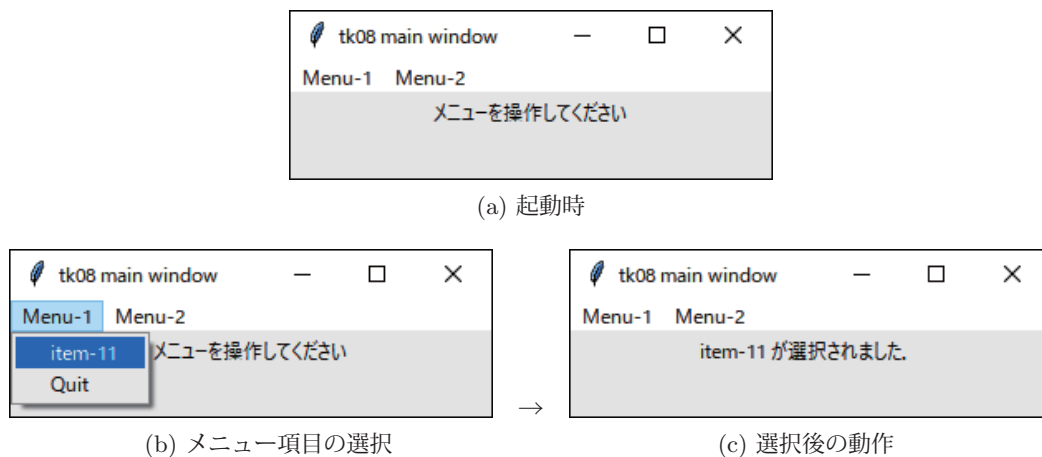 tk08 main window
Menu-1 Menu-2
メニューを操作してください
(a) 起動時
tk08 main window
Menu-1 Menu-2
item-11 メニューを操作してください
Quit
(b) メニュー項目の選択
→
tk08 main window
Menu-1 Menu-2
item-11 が選択されました.
(c) 選択後の動作